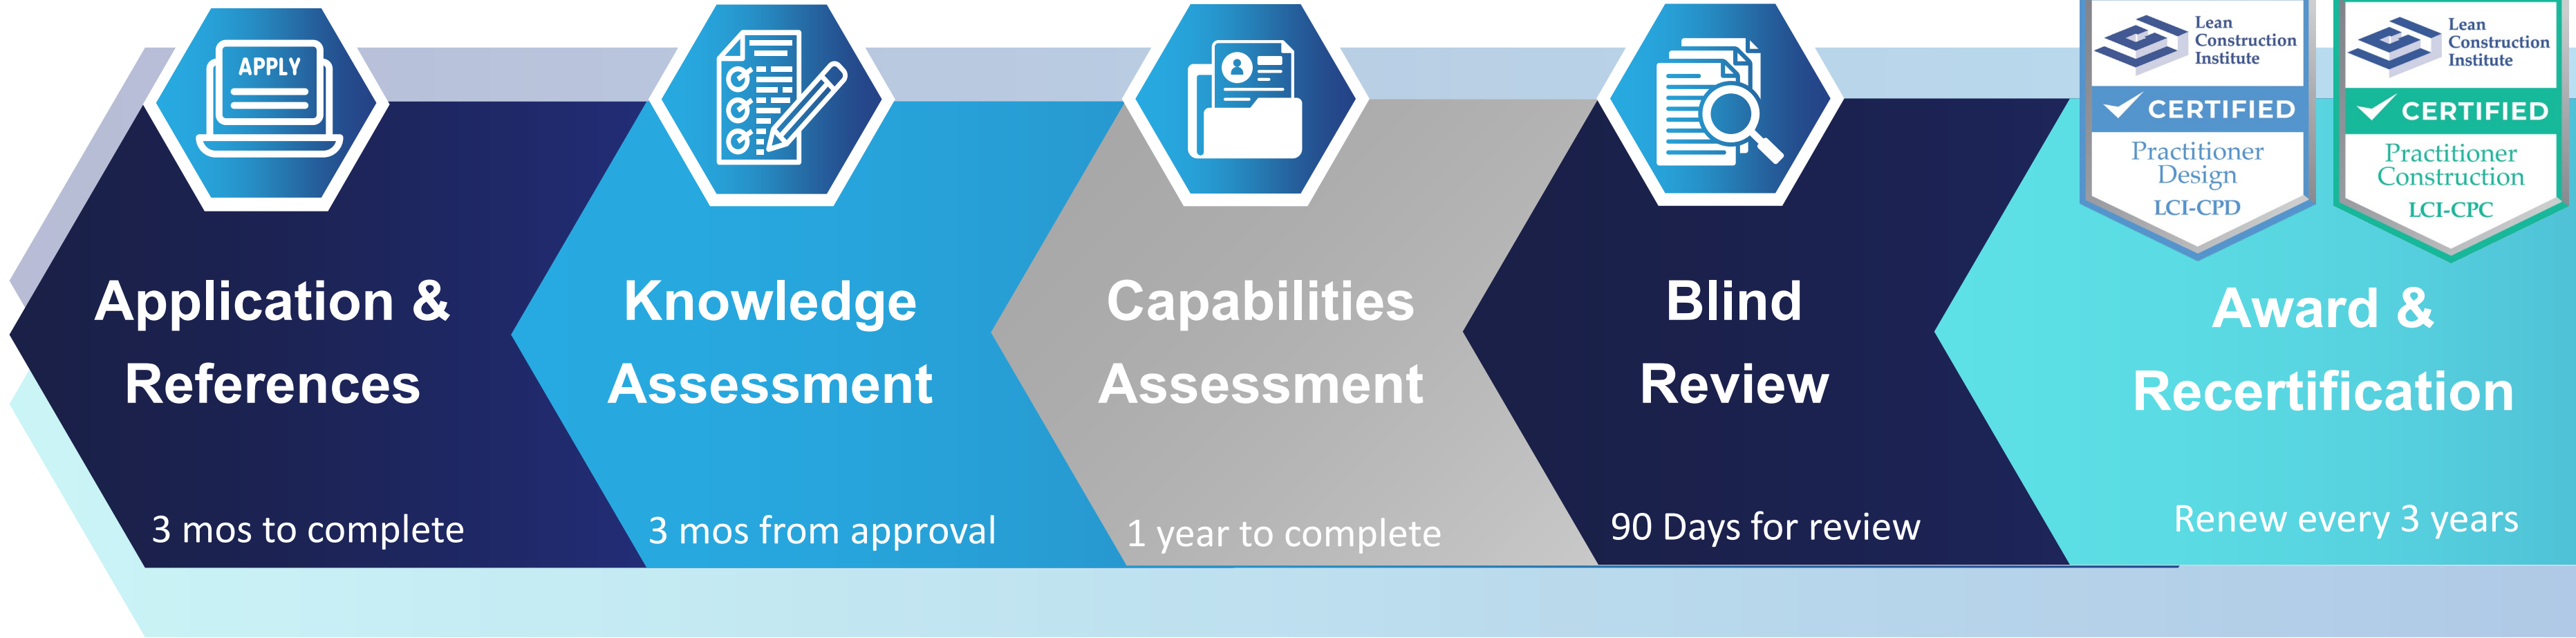 APPLY
Application &
References
3 mos to complete
Knowledge
Assessment
3 mos from approval
Capabilities
Assessment
1 year to complete
Blind
Review
90 Days for review
Lean
Construction
Institute
CERTIFIED
Practitioner
Design
LCI-CPD
Lean
Construction
Institute
CERTIFIED
Practitioner
Construction
LCI-CPC
Award &
Recertification
Renew every 3 years